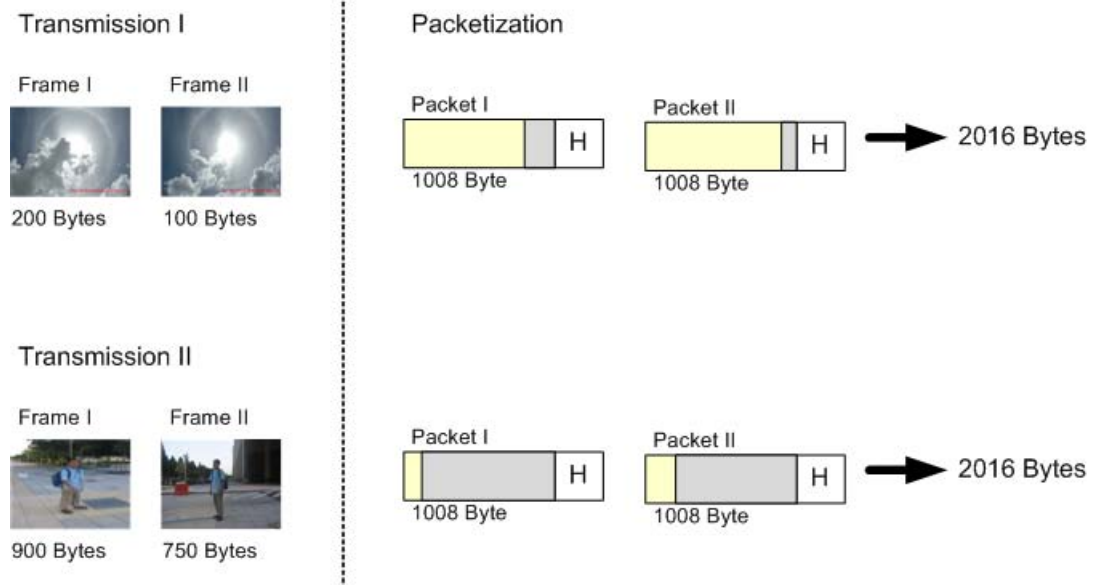 Transmission I
Frame I
Frame II
200 Bytes
100 Bytes
Packetization
Packet I
H
1008 Byte
Packet II
H
1008 Byte
2016 Bytes
Transmission II
Frame I
Frame II
900 Bytes
750 Bytes
Packet I
H
1008 Byte
Packet II
H
1008 Byte
2016 Bytes